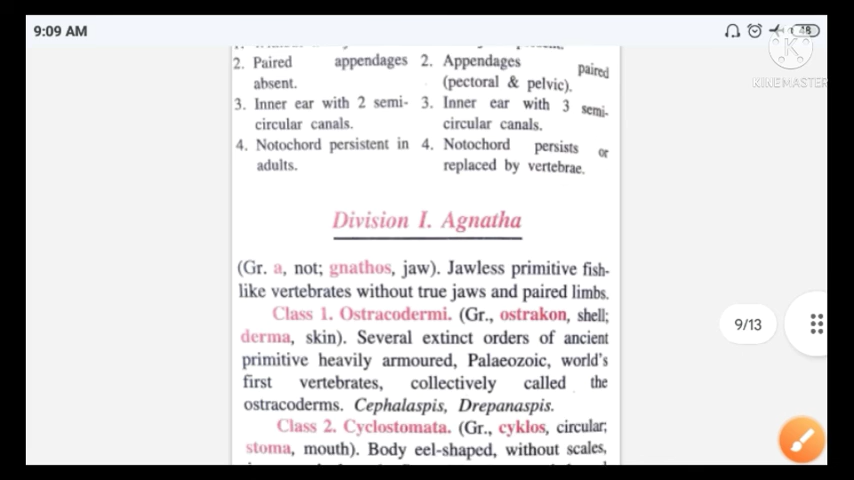 9:09 AM
48
KINEMASTER
2. Paired appendages absent.
2. Appendages paired (pectoral & pelvic).
3. Inner ear with 2 semi-circular canals.
3. Inner ear with 3 semi-circular canals.
4. Notochord persistent in adults.
4. Notochord persists or replaced by vertebrae.
Division I. Agnatha
(Gr. a, not; gnathos, jaw). Jawless primitive fish-
like vertebrates without true jaws and paired limbs.
Class 1. Ostracodermi. (Gr., ostrakon, shell;
derma, skin). Several extinct orders of ancient
primitive heavily armoured, Palaeozoic, world's
first vertebrates, collectively called the
ostracoderms. Cephalaspis, Drepanaspis.
Class 2. Cyclostomata. (Gr., cyklos, circular;
stoma, mouth). Body eel-shaped, without scales,
9/13